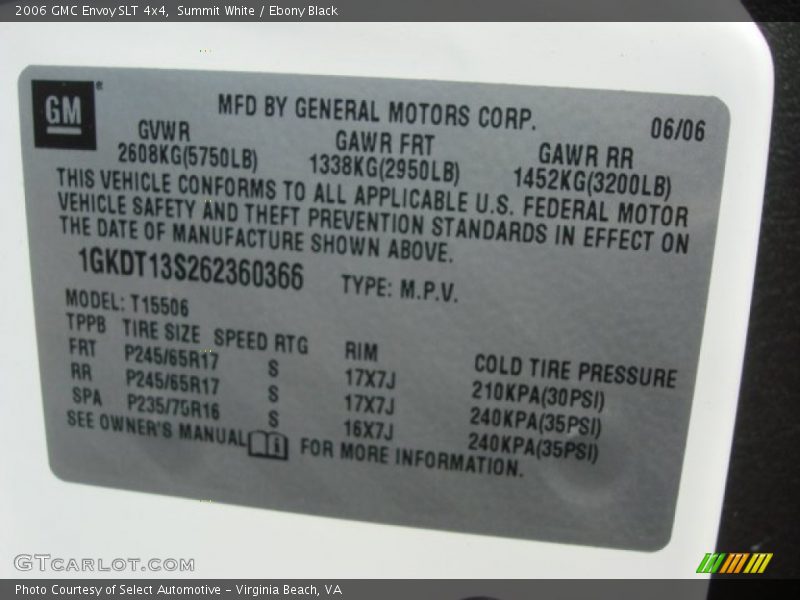 2006 GMC Envoy SLT 4x4, Summit White / Ebony Black
GM®
MFD BY GENERAL MOTORS CORP. 06/06
GVWR GAWR FRT GAWR RR
2608KG(5750LB) 1338KG(2950LB) 1452KG(3200LB)
THIS VEHICLE CONFORMS TO ALL APPLICABLE U.S. FEDERAL MOTOR
VEHICLE SAFETY AND THEFT PREVENTION STANDARDS IN EFFECT ON
THE DATE OF MANUFACTURE SHOWN ABOVE.
1GKDT13S262360366 TYPE: M.P.V.
MODEL: T15506
TPPB TIRE SIZE SPEED RTG RIM COLD TIRE PRESSURE
FRT P245/65R17 S 17X7J 210KPA(30PSI)
RR P245/65R17 S 17X7J 240KPA(35PSI)
SPA P235/75R16 S 16X7J 240KPA(35PSI)
SEE OWNER'S MANUAL i FOR MORE INFORMATION.
GTCARLOT.COM
Photo Courtesy of Select Automotive - Virginia Beach, VA